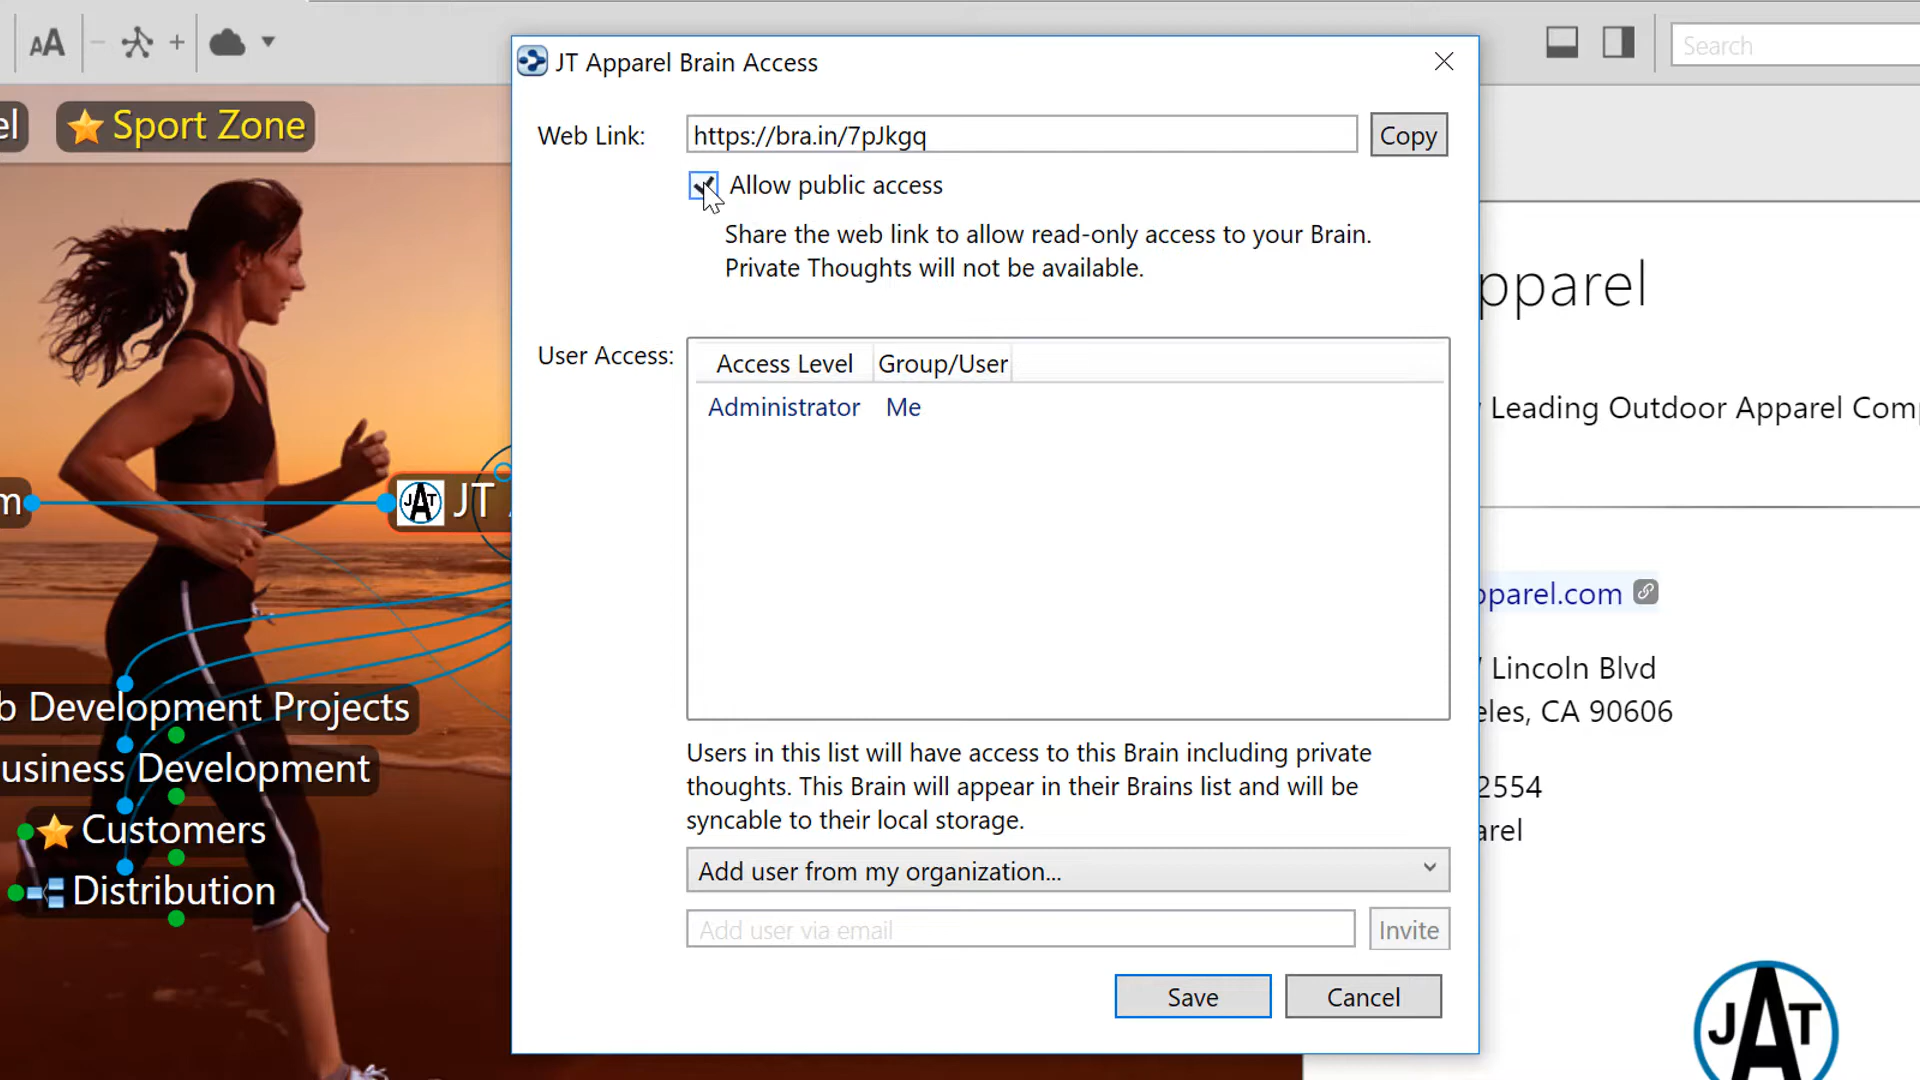 AA
Search
JT Apparel Brain Access
el
Sport Zone
Web Link:
https://bra.in/7pJkgq
Copy
Allow public access
Share the web link to allow read-only access to your Brain.
Private Thoughts will not be available.
pparel
User Access:
Access Level
Group/User
Administrator
Me
Leading Outdoor Apparel Com
m
JAT
JT
pparel.com
Lincoln Blvd
eles, CA 90606
b Development Projects
usiness Development
Customers
Distribution
Users in this list will have access to this Brain including private
thoughts. This Brain will appear in their Brains list and will be
syncable to their local storage.
2554
arel
Add user from my organization...
Add user via email
Invite
Save
Cancel
JAT